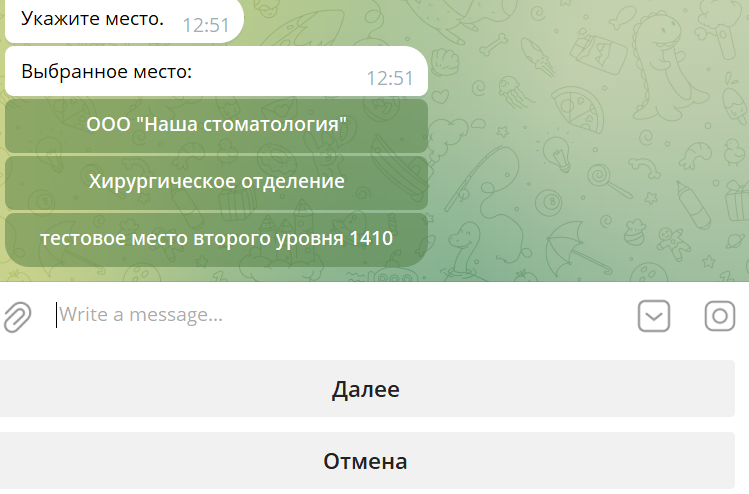 Укажите место.
12:51
Выбранное место:
12:51
ООО "Наша стоматология"
Хирургическое отделение
тестовое место второго уровня 1410
Write a message...
Далее
Отмена